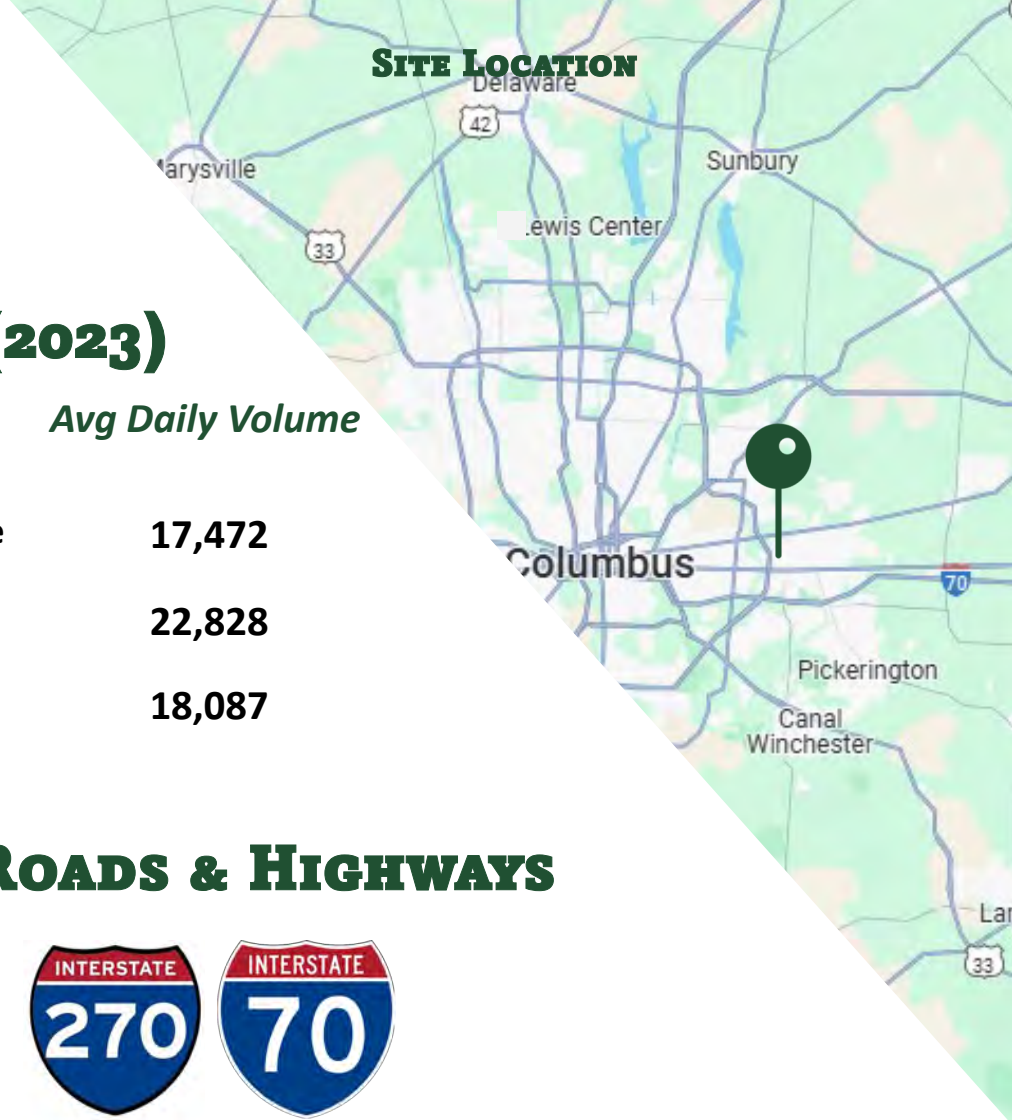 SITE LOCATION
Delaware
42
Marysville
Sunbury
Lewis Center
33
(2023)
Avg Daily Volume
17,472
Columbus
70
22,828
Pickerington
18,087
Canal
Winchester
ROADS & HIGHWAYS
33
INTERSTATE
270
INTERSTATE
70